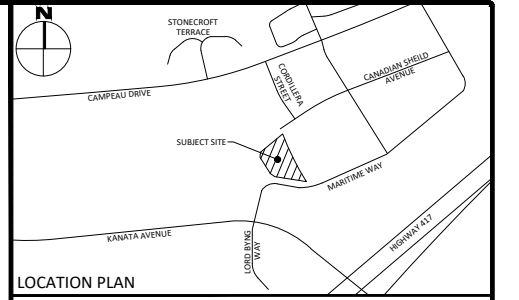 N
STONECROFT
TERRACE
CORDILLERA
STREET
CANADIAN SHEILD
AVENUE
CAMPEAU DRIVE
SUBJECT SITE
MARITIME WAY
KANATA AVENUE
LORD BYNG
WAY
HIGHWAY 417
LOCATION PLAN